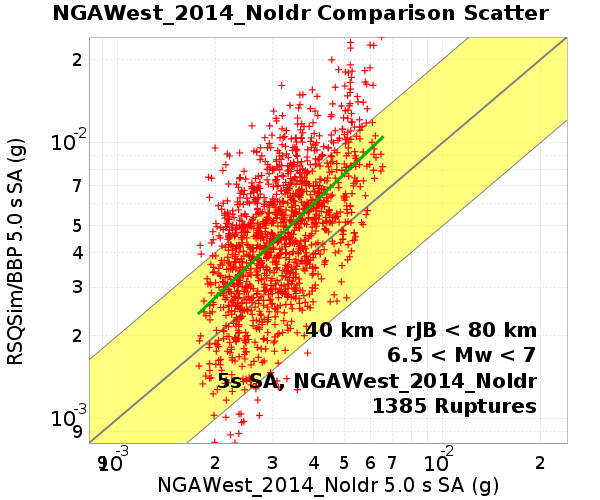 NGAWest_2014_NoIdr Comparison Scatter
RSQSim/BBP 5.0 s SA (g)
2
10-2
7
5
4
3
2
10-3
9
40 km < rJB < 80 km
6.5 < Mw < 7
5s SA, NGAWest_2014_NoIdr
1385 Ruptures
9 10-3 2 3 4 5 6 7 10-2 2
NGAWest_2014_NoIdr 5.0 s SA (g)